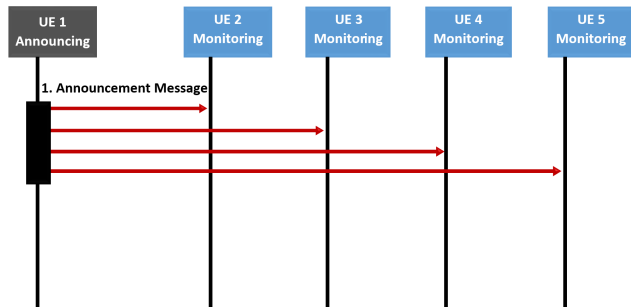 UE 1
Announcing
UE 2
Monitoring
UE 3
Monitoring
UE 4
Monitoring
UE 5
Monitoring
1. Announcement Message